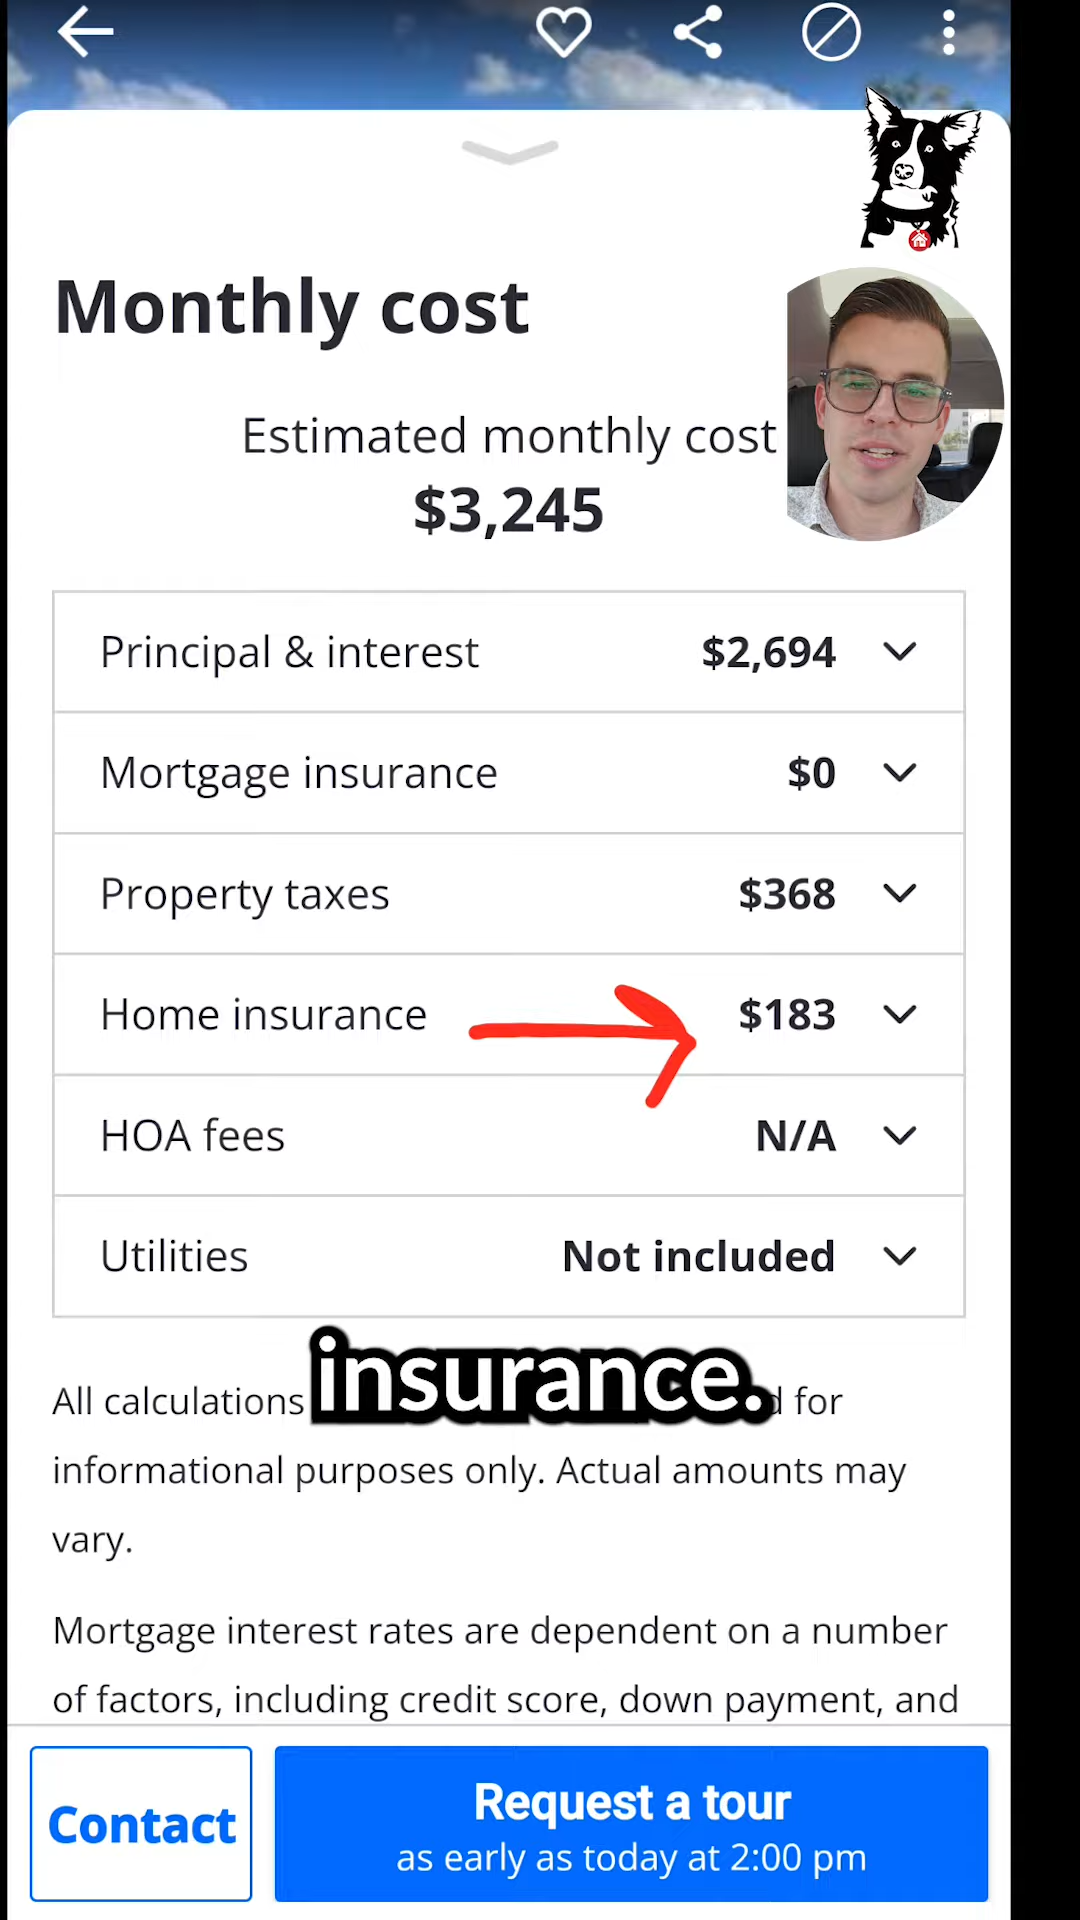 Monthly cost
Estimated monthly cost
$3,245
Principal & interest $2,694
Mortgage insurance $0
Property taxes $368
Home insurance $183
HOA fees N/A
Utilities Not included
insurance.
All calculations for
informational purposes only. Actual amounts may
vary.
Mortgage interest rates are dependent on a number
of factors, including credit score, down payment, and
Contact
Request a tour
as early as today at 2:00 pm